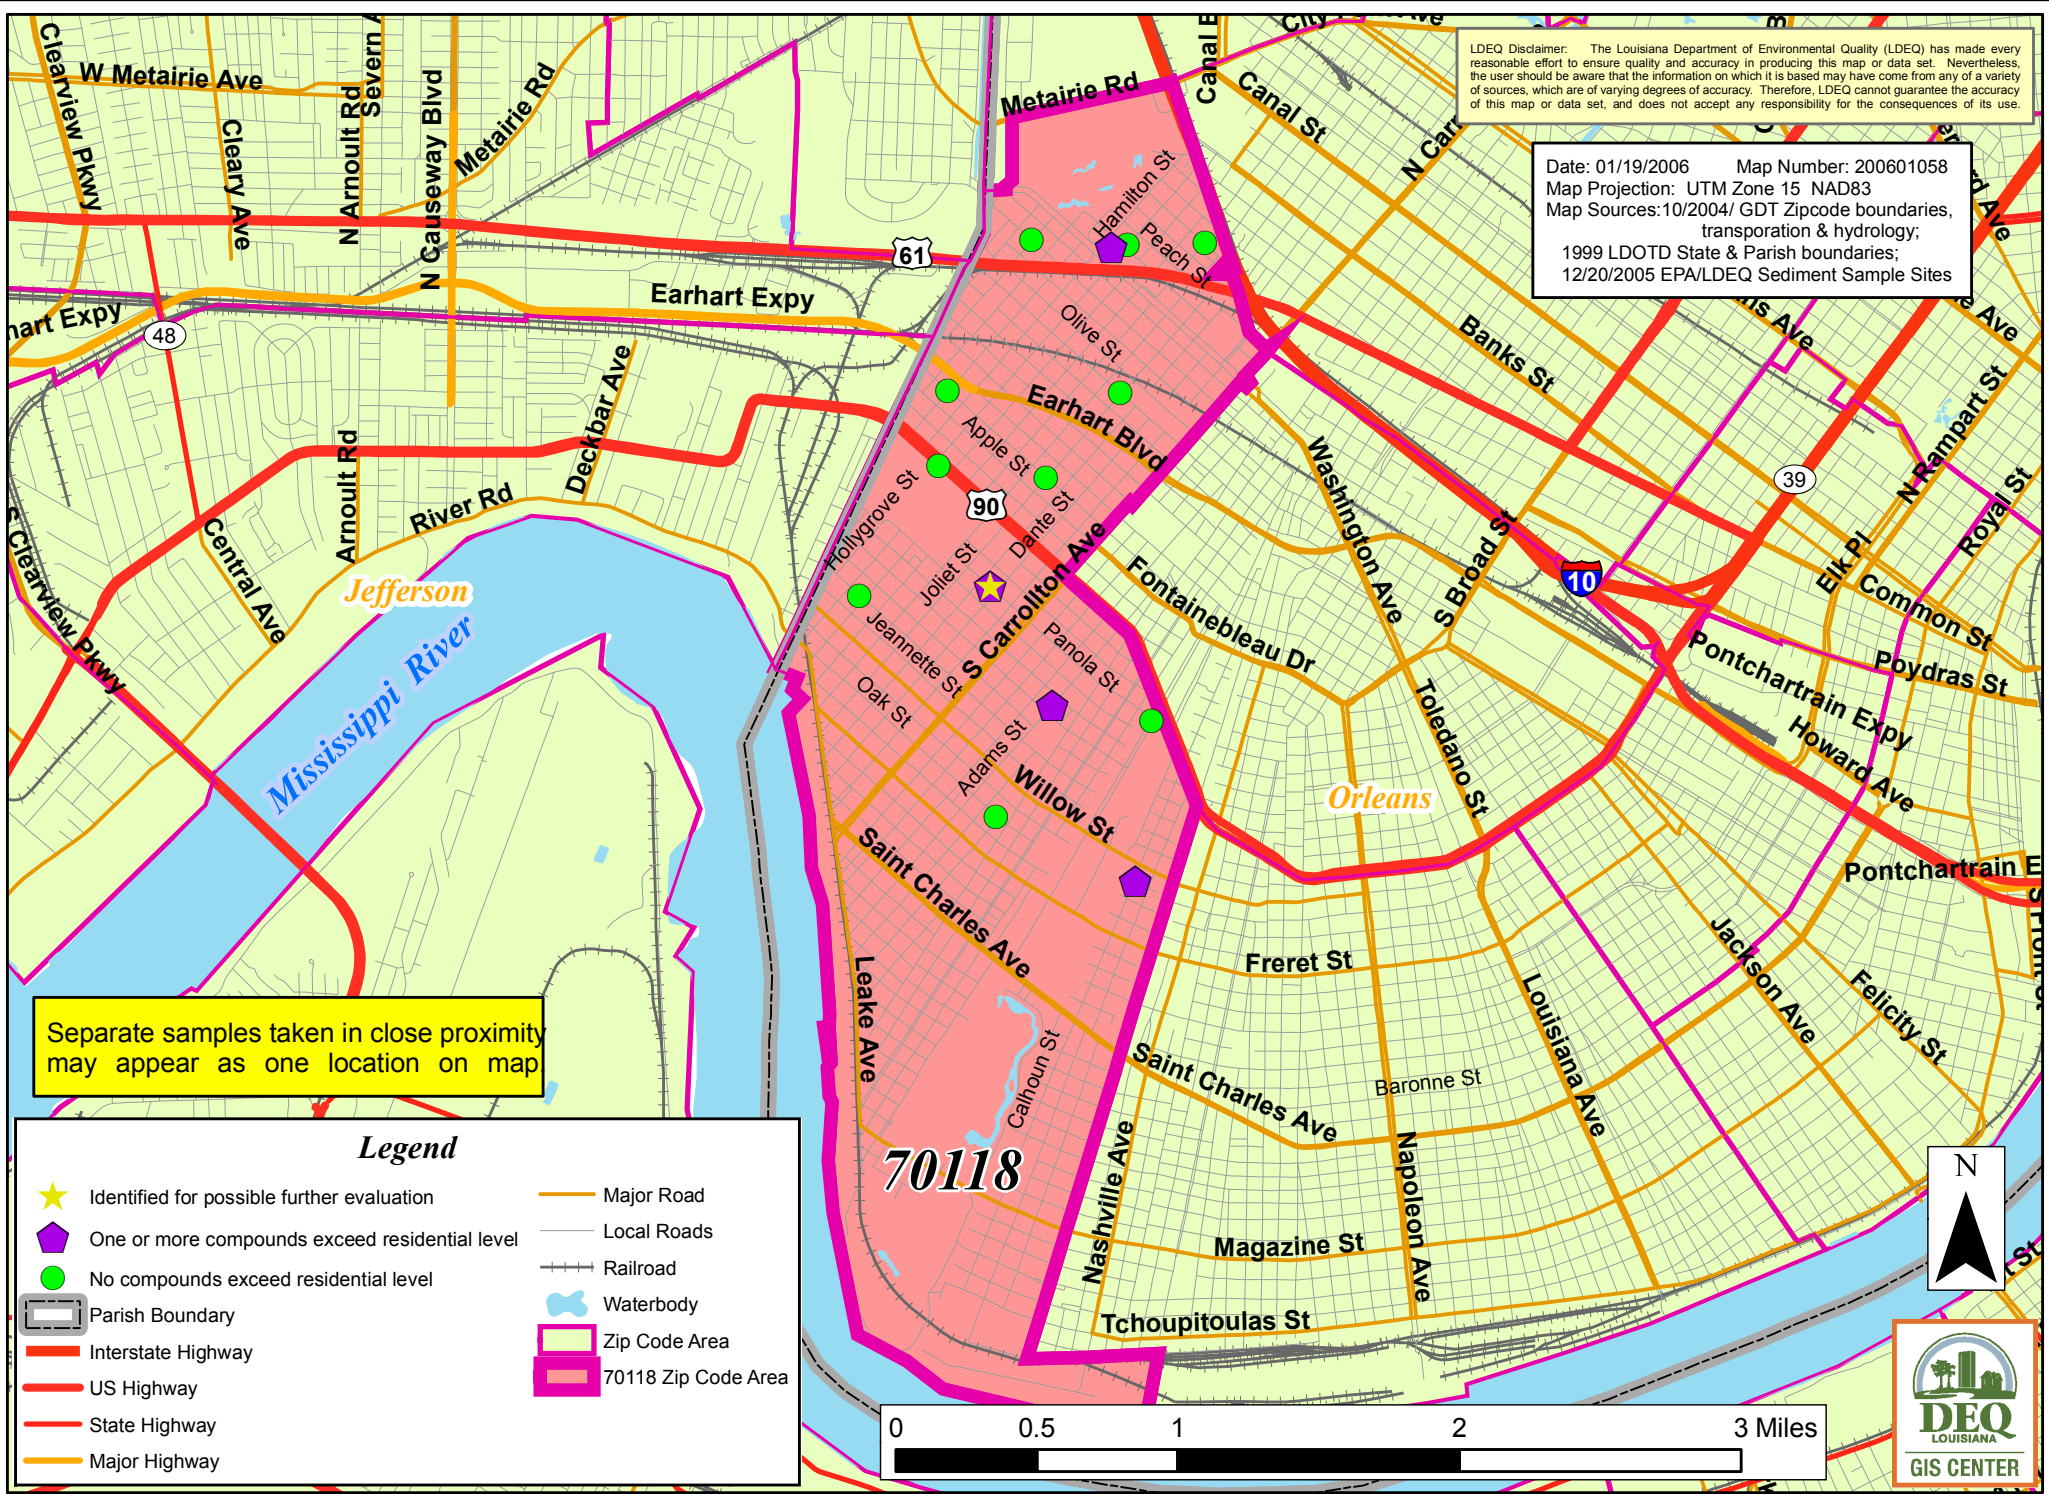 LDEQ Disclaimer: The Louisiana Department of Environmental Quality (LDEQ) has made every
reasonable effort to ensure quality and accuracy in producing this map or data set. Nevertheless,
the user should be aware that the information on which it is based may have come from any of a variety
of sources, which are of varying degrees of accuracy. Therefore, LDEQ cannot guarantee the accuracy
of this map or data set, and does not accept any responsibility for the consequences of its use.
Date: 01/19/2006 Map Number: 200601058
Map Projection: UTM Zone 15 NAD83
Map Sources:10/2004/ GDT Zipcode boundaries,
transporation & hydrology;
1999 LDOTD State & Parish boundaries;
12/20/2005 EPA/LDEQ Sediment Sample Sites
Clearview Pkwy
W Metairie Ave
Cleary Ave
N Arnoult Rd
Severn A
N Causeway Blvd
Metairie Rd
Metairie Rd
Canal St
N Carr
Hamilton St
Peach St
61
Earhart Expy
hart Expy
48
Olive St
Banks St
Earhart Blvd
Deckbar Ave
Apple St
Arnoult Rd
River Rd
Hollygrove St
90
Dante St
Joliet St
Washington Ave
S Broad St
39
N Rampart St
Royal St
Elk Pl
10
Common St
S Clearview Pkwy
Central Ave
Jefferson
Mississippi River
Fontainebleau Dr
S Carrollton Ave
Jeannette St
Panola St
Oak St
Adams St
Willow St
Toledano St
Orleans
Pontchartrain Expy
Poydras St
Howard Ave
Pontchartrain E
Saint Charles Ave
Leake Ave
Freret St
Louisiana Ave
Jackson Ave
Felicity St
Calhoun St
Saint Charles Ave
Baronne St
70118
Nashville Ave
Napoleon Ave
Magazine St
Tchoupitoulas St
Separate samples taken in close proximity
may appear as one location on map.
Legend
Identified for possible further evaluation
One or more compounds exceed residential level
No compounds exceed residential level
Parish Boundary
Interstate Highway
US Highway
State Highway
Major Highway
Major Road
Local Roads
Railroad
Waterbody
Zip Code Area
70118 Zip Code Area
0 0.5 1 2 3 Miles
N
DEQ
LOUISIANA
GIS CENTER